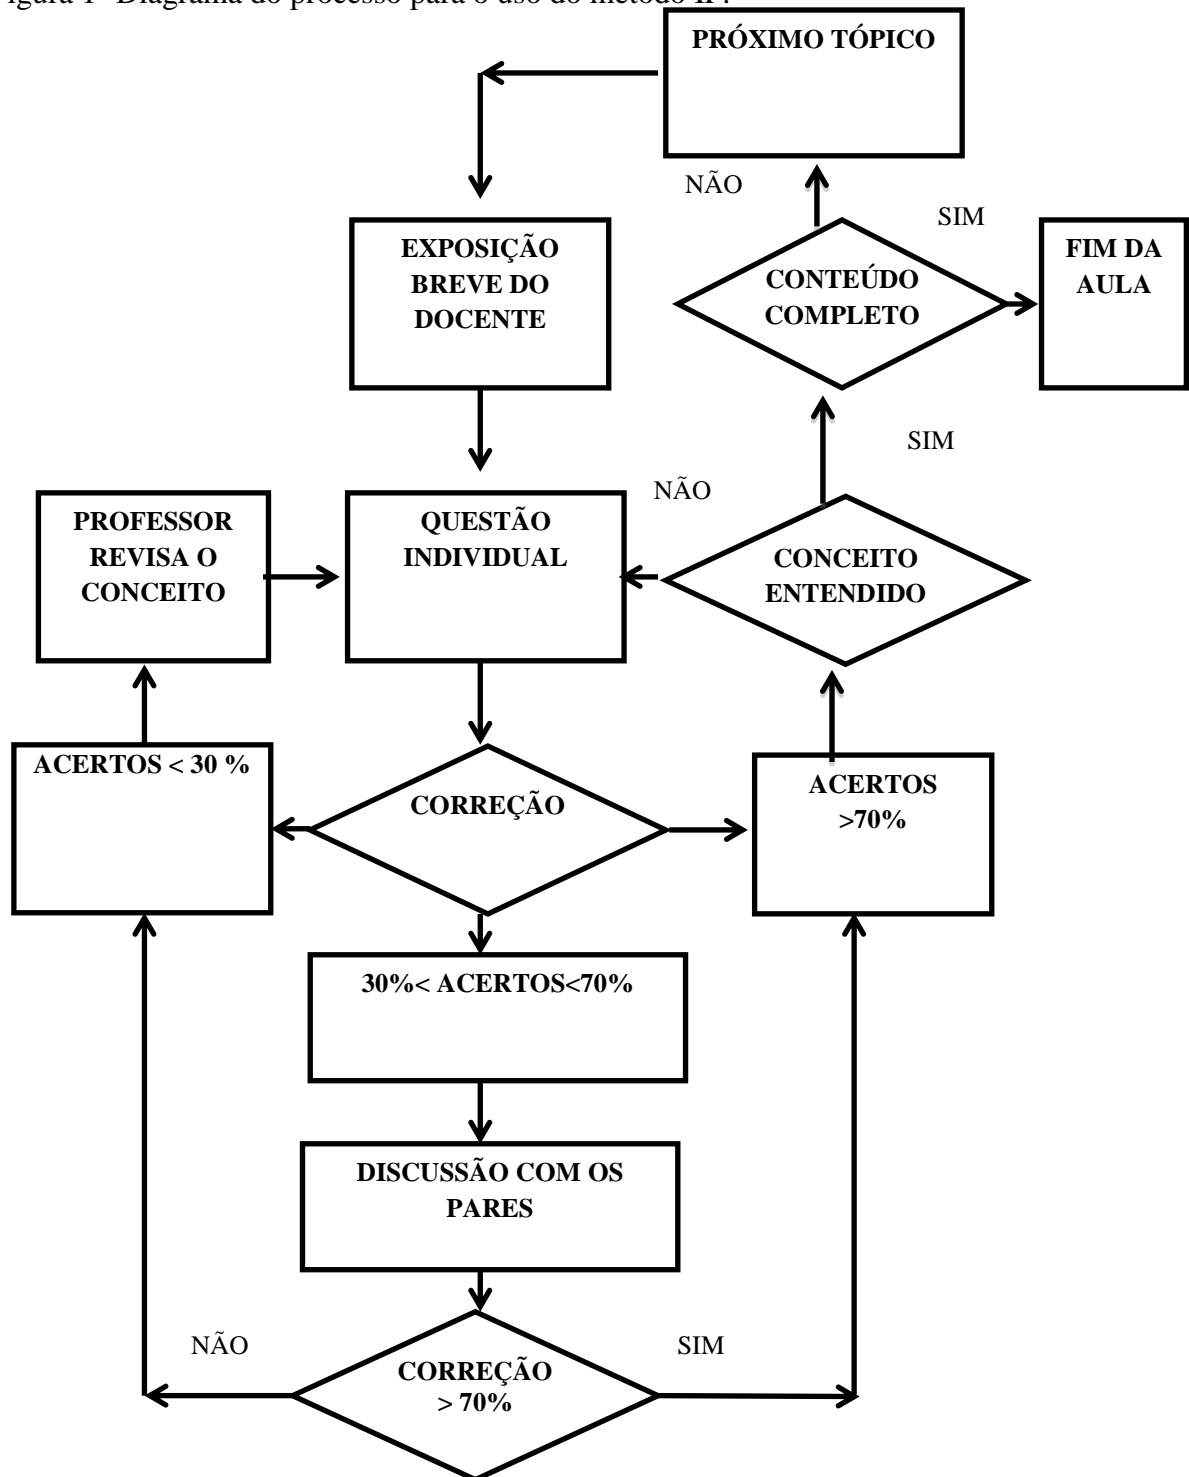 PRÓXIMO TÓPICO
NÃO
SIM
EXPOSIÇÃO
BREVE DO
DOCENTE
CONTEÚDO
COMPLETO
FIM DA
AULA
SIM
NÃO
PROFESSOR
REVISA O
CONCEITO
QUESTÃO
INDIVIDUAL
CONCEITO
ENTENDIDO
ACERTOS < 30 %
CORREÇÃO
ACERTOS
>70%
30%< ACERTOS<70%
DISCUSSÃO COM OS
PARES
NÃO
SIM
CORREÇÃO
> 70%